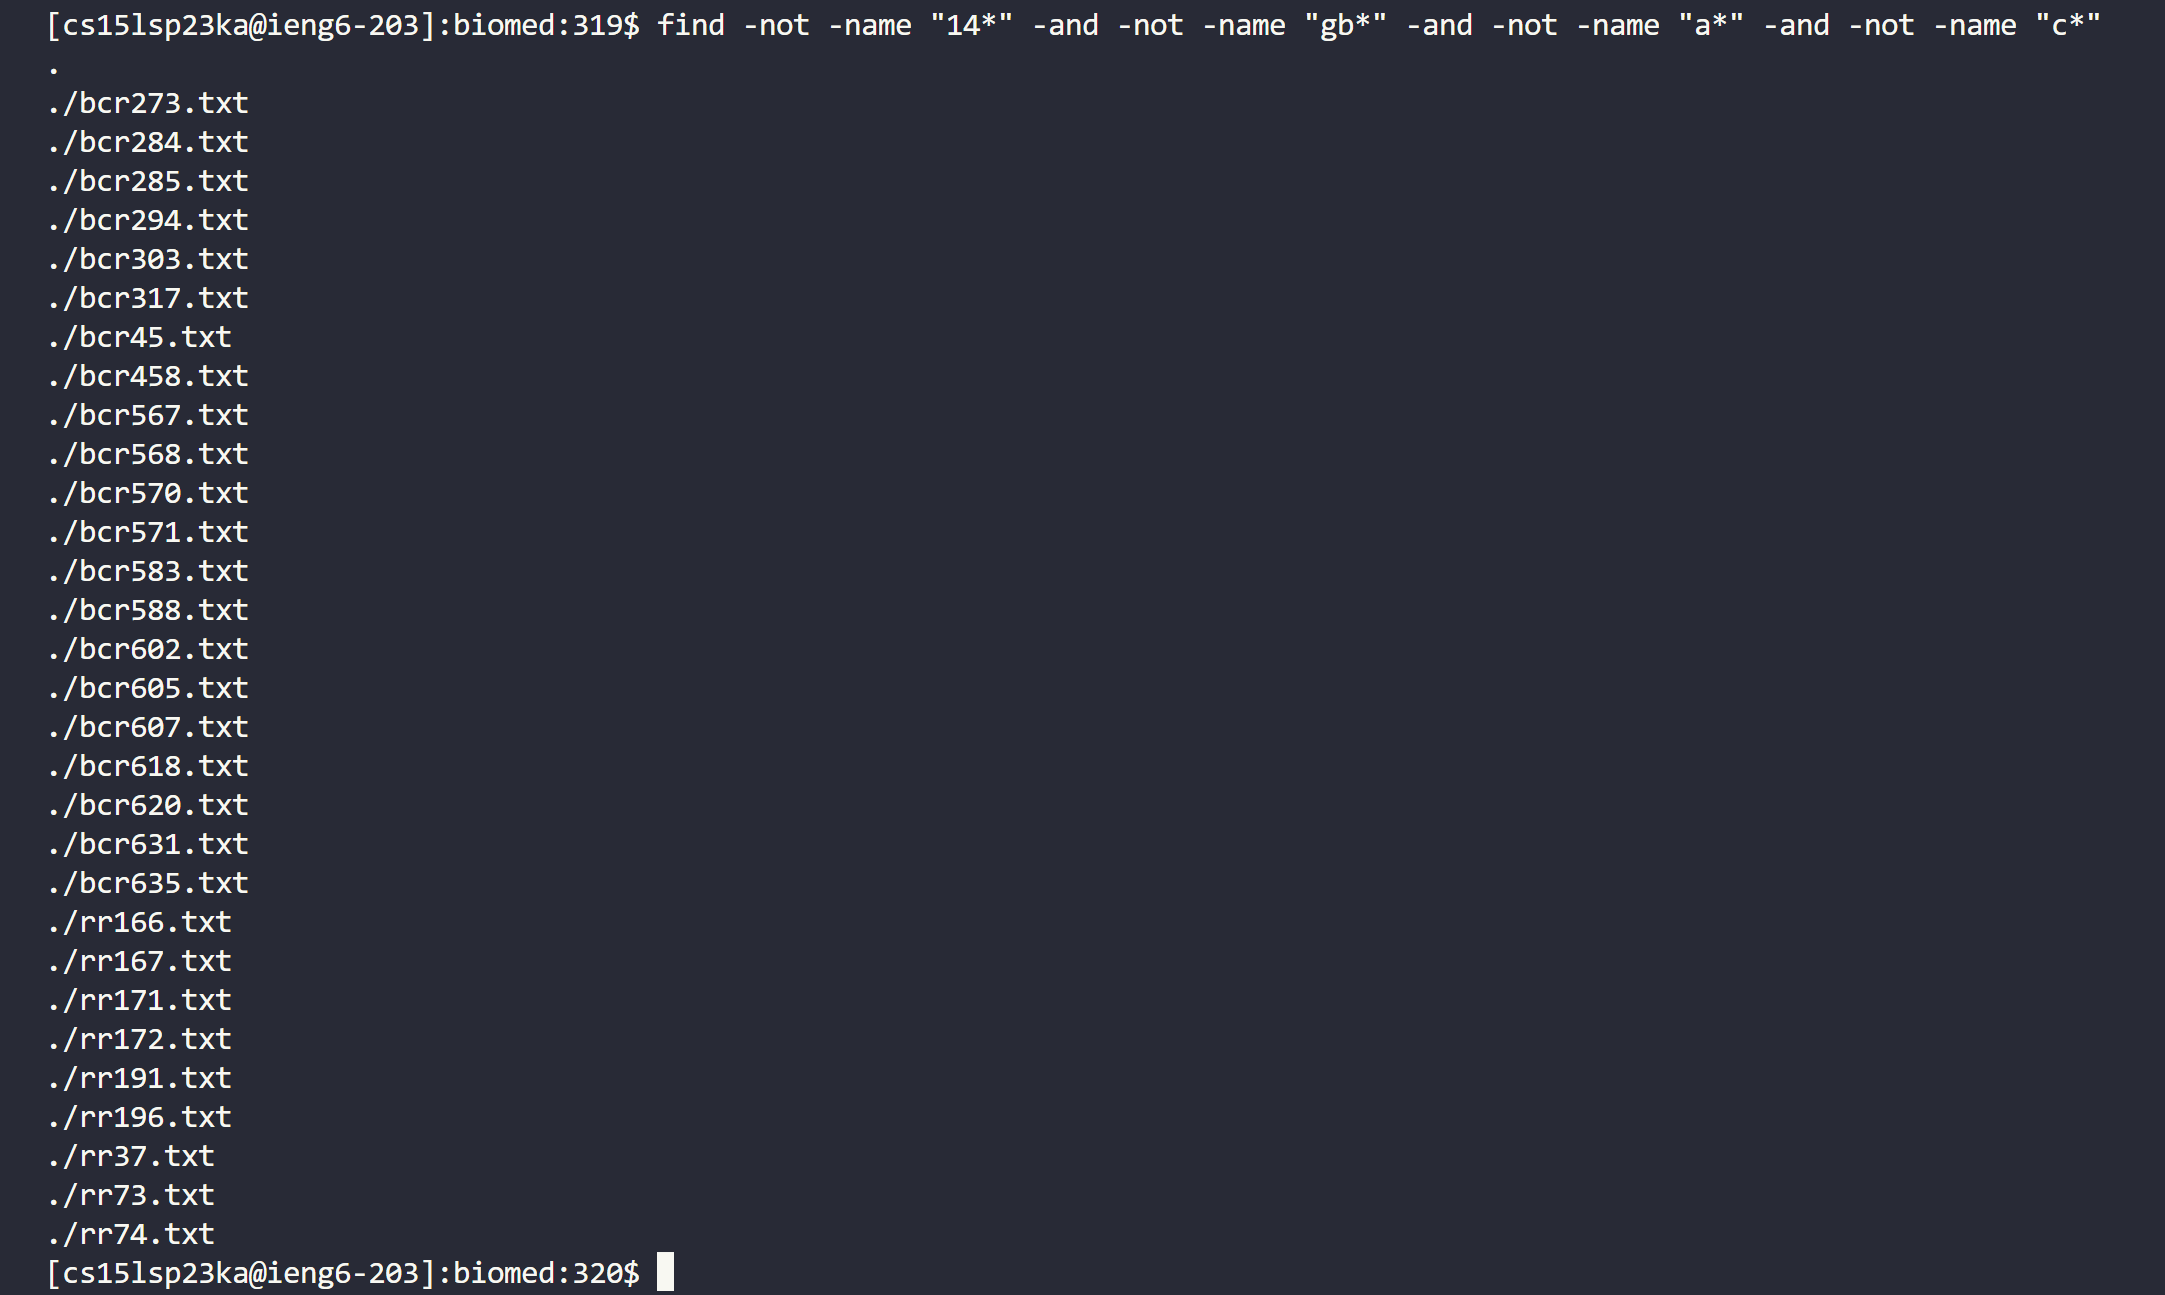 [cs15lsp23ka@ieng6-203]:biomed:319$ find -not -name "14*" -and -not -name "gb*" -and -not -name "a*" -and -not -name "c*"
.
./bcr273.txt
./bcr284.txt
./bcr285.txt
./bcr294.txt
./bcr303.txt
./bcr317.txt
./bcr45.txt
./bcr458.txt
./bcr567.txt
./bcr568.txt
./bcr570.txt
./bcr571.txt
./bcr583.txt
./bcr588.txt
./bcr602.txt
./bcr605.txt
./bcr607.txt
./bcr618.txt
./bcr620.txt
./bcr631.txt
./bcr635.txt
./rr166.txt
./rr167.txt
./rr171.txt
./rr172.txt
./rr191.txt
./rr196.txt
./rr37.txt
./rr73.txt
./rr74.txt
[cs15lsp23ka@ieng6-203]:biomed:320$